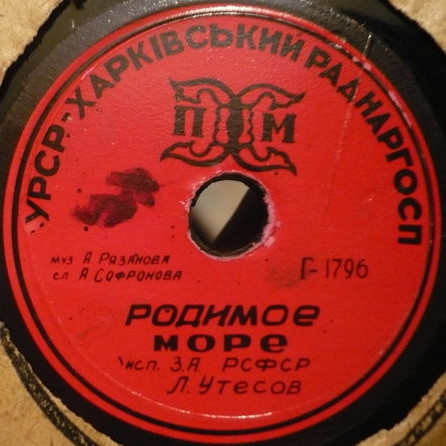 УРСР-ХАРКІВСЬКИЙ РАДНАРГОСП
П М
муз А РЯЗАНОВА
сл А СОФРОНОВА
Г-1796
РОДИМОЕ
МОРЕ
исп. З.А РСФСР
Л. УТЕСОВ